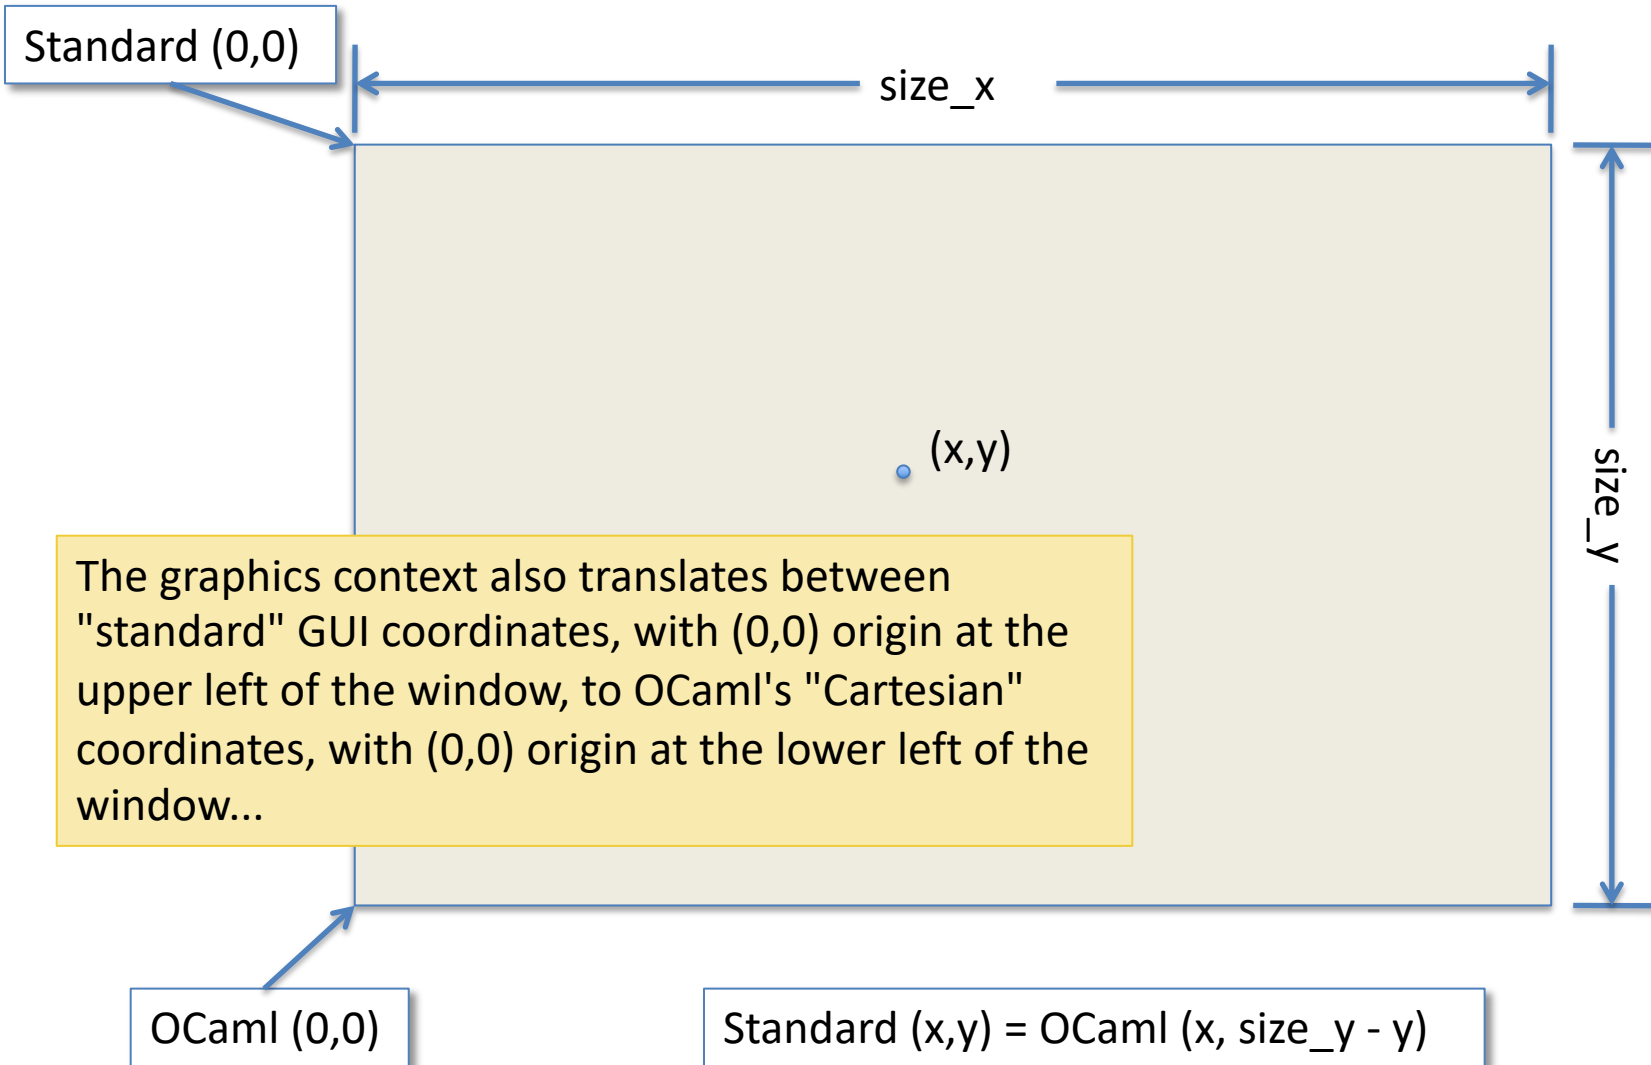 Standard (0,0)
size_x
(x,y)
size_y
The graphics context also translates between
"standard" GUI coordinates, with (0,0) origin at the
upper left of the window, to OCaml's "Cartesian"
coordinates, with (0,0) origin at the lower left of the
window...
OCaml (0,0)
Standard (x,y) = OCaml (x, size_y - y)